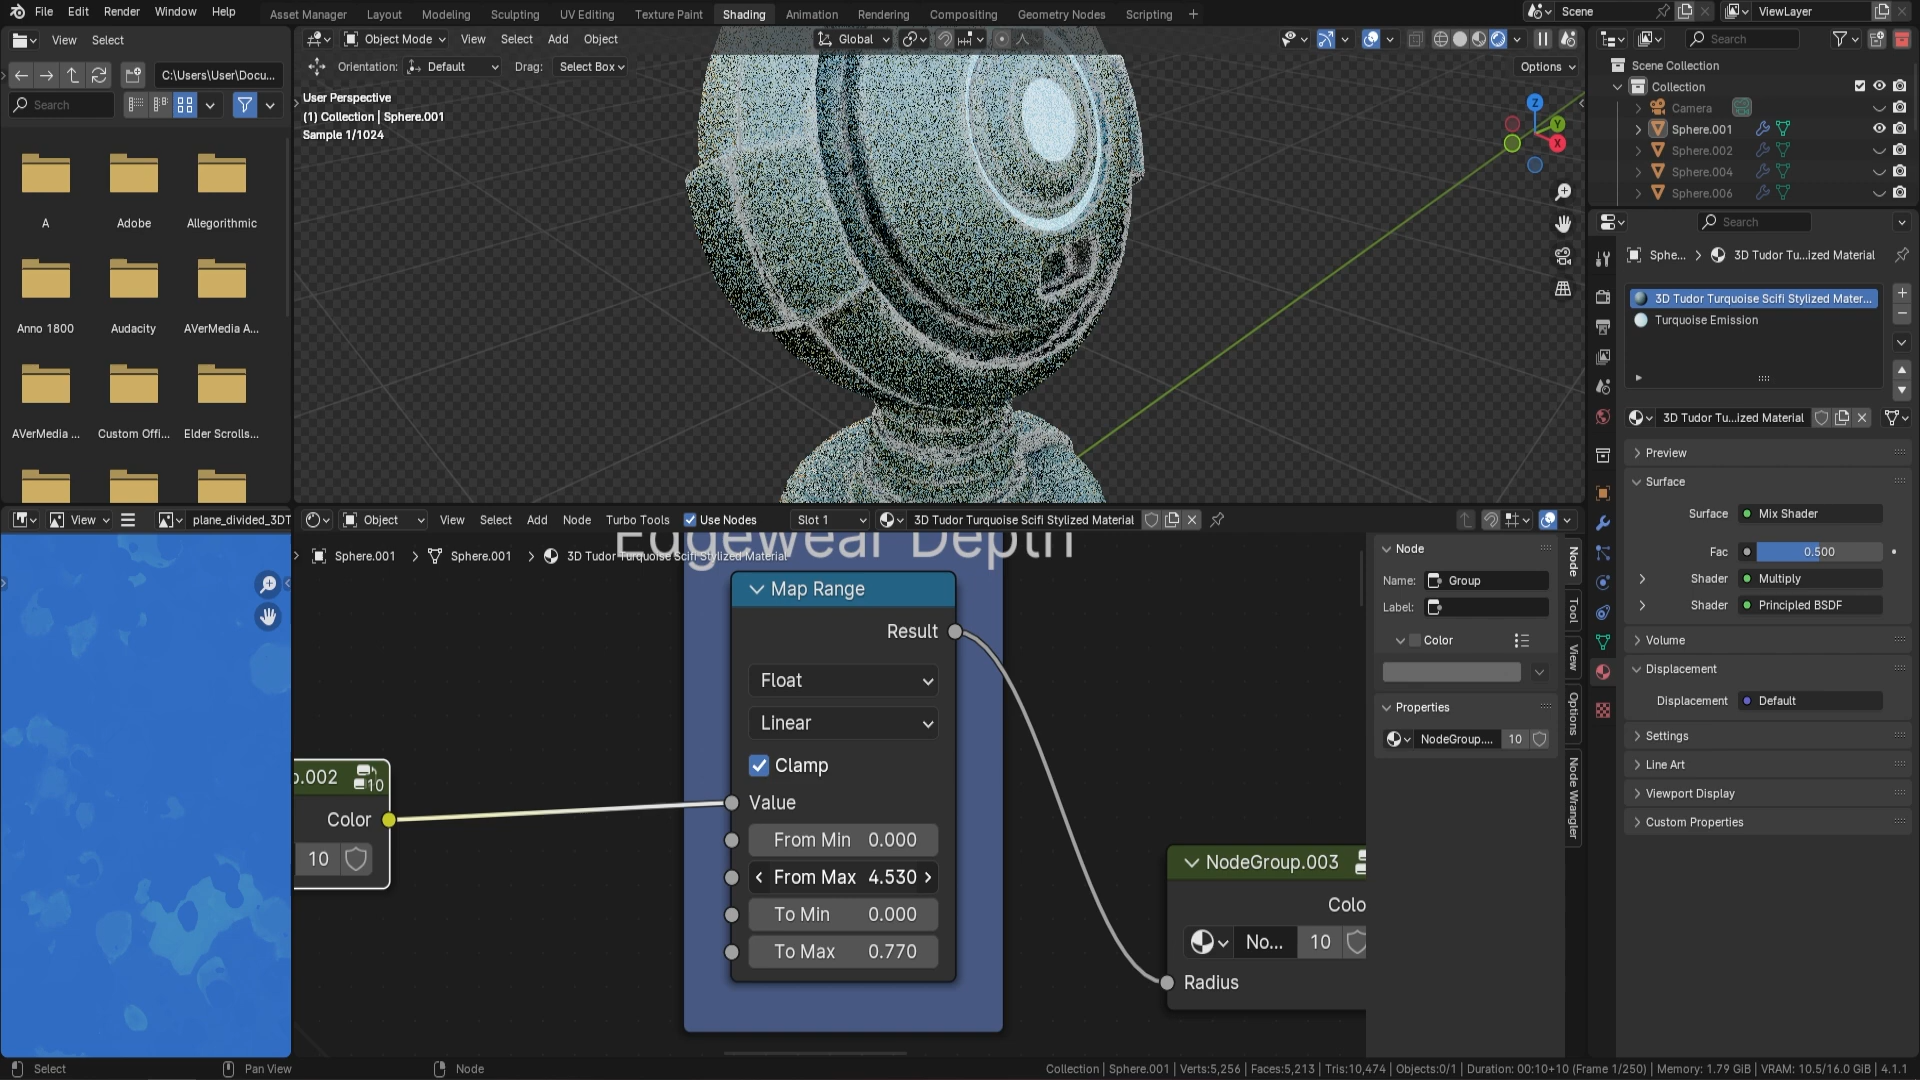 File Edit Render Window Help Asset Manager Layout Modeling Sculpting UV Editing Texture Paint Shading Animation Rendering Compositing Geometry Nodes Scripting + Scene ViewLayer
View Select
C:\Users\User\Docu...
Search
A Adobe Allegorithmic
Anno 1800 Audacity AVerMedia A...
AVerMedia ... Custom Offi... Elder Scrolls...
Object Mode View Select Add Object Global
Orientation: Default Drag: Select Box Options
User Perspective
(1) Collection | Sphere.001
Sample 1/1024
Z
Y
X
Search
Scene Collection
Collection
Camera
Sphere.001
Sphere.002
Sphere.004
Sphere.006
Search
Sphe... 3D Tudor Tu...ized Material
3D Tudor Turquoise Scifi Stylized Mater...
Turquoise Emission
3D Tudor Tu...ized Material
Preview
Surface
Surface Mix Shader
Fac 0.500
Shader Multiply
Shader Principled BSDF
Volume
Displacement
Displacement Default
Settings
Line Art
Viewport Display
Custom Properties
View plane_divided_3DT
Object View Select Add Node Turbo Tools Use Nodes Slot 1 3D Tudor Turquoise Scifi Stylized Material
Edgewear Depth
Sphere.001 Sphere.001 3D Tudor Turquoise Scifi Stylized Material
Map Range
Result
Float
Linear
Clamp
Value
From Min 0.000
From Max 4.530
To Min 0.000
To Max 0.770
p.002 10
Color
10
NodeGroup.003
Colo
No... 10
Radius
Node
Name: Group
Label:
Color
Properties
NodeGroup.... 10
Node
Tool
View
Options
Node Wrangler
Select Pan View Node Collection | Sphere.001 | Verts:5,256 | Faces:5,213 | Tris:10,474 | Objects:0/1 | Duration: 00:10+10 (Frame 1/250) | Memory: 1.79 GiB | VRAM: 10.5/16.0 GiB | 4.1.1